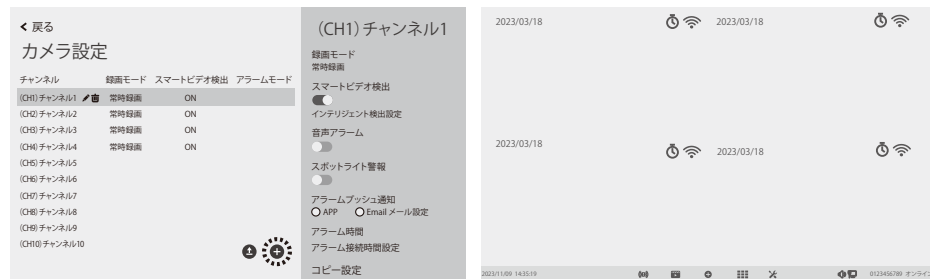 戻る
カメラ設定
チャンネル 録画モード スマートビデオ検出 アラームモード
(CH1)チャンネル1 常時録画 ON
(CH2)チャンネル2 常時録画 ON
(CH3)チャンネル3 常時録画 ON
(CH4)チャンネル4 常時録画 ON
(CH5)チャンネル5
(CH6)チャンネル6
(CH7)チャンネル7
(CH8)チャンネル8
(CH9)チャンネル9
(CH10)チャンネル10
(CH1)チャンネル1
録画モード
常時録画
スマートビデオ検出
インテリジェント検出設定
音声アラーム
スポットライト警報
アラームプッシュ通知
APP Emailメール設定
アラーム時間
アラーム接続時間設定
コピー設定
2023/03/18 2023/03/18
2023/03/18 2023/03/18
2023/11/09 14:35:19 0123456789 オンライン